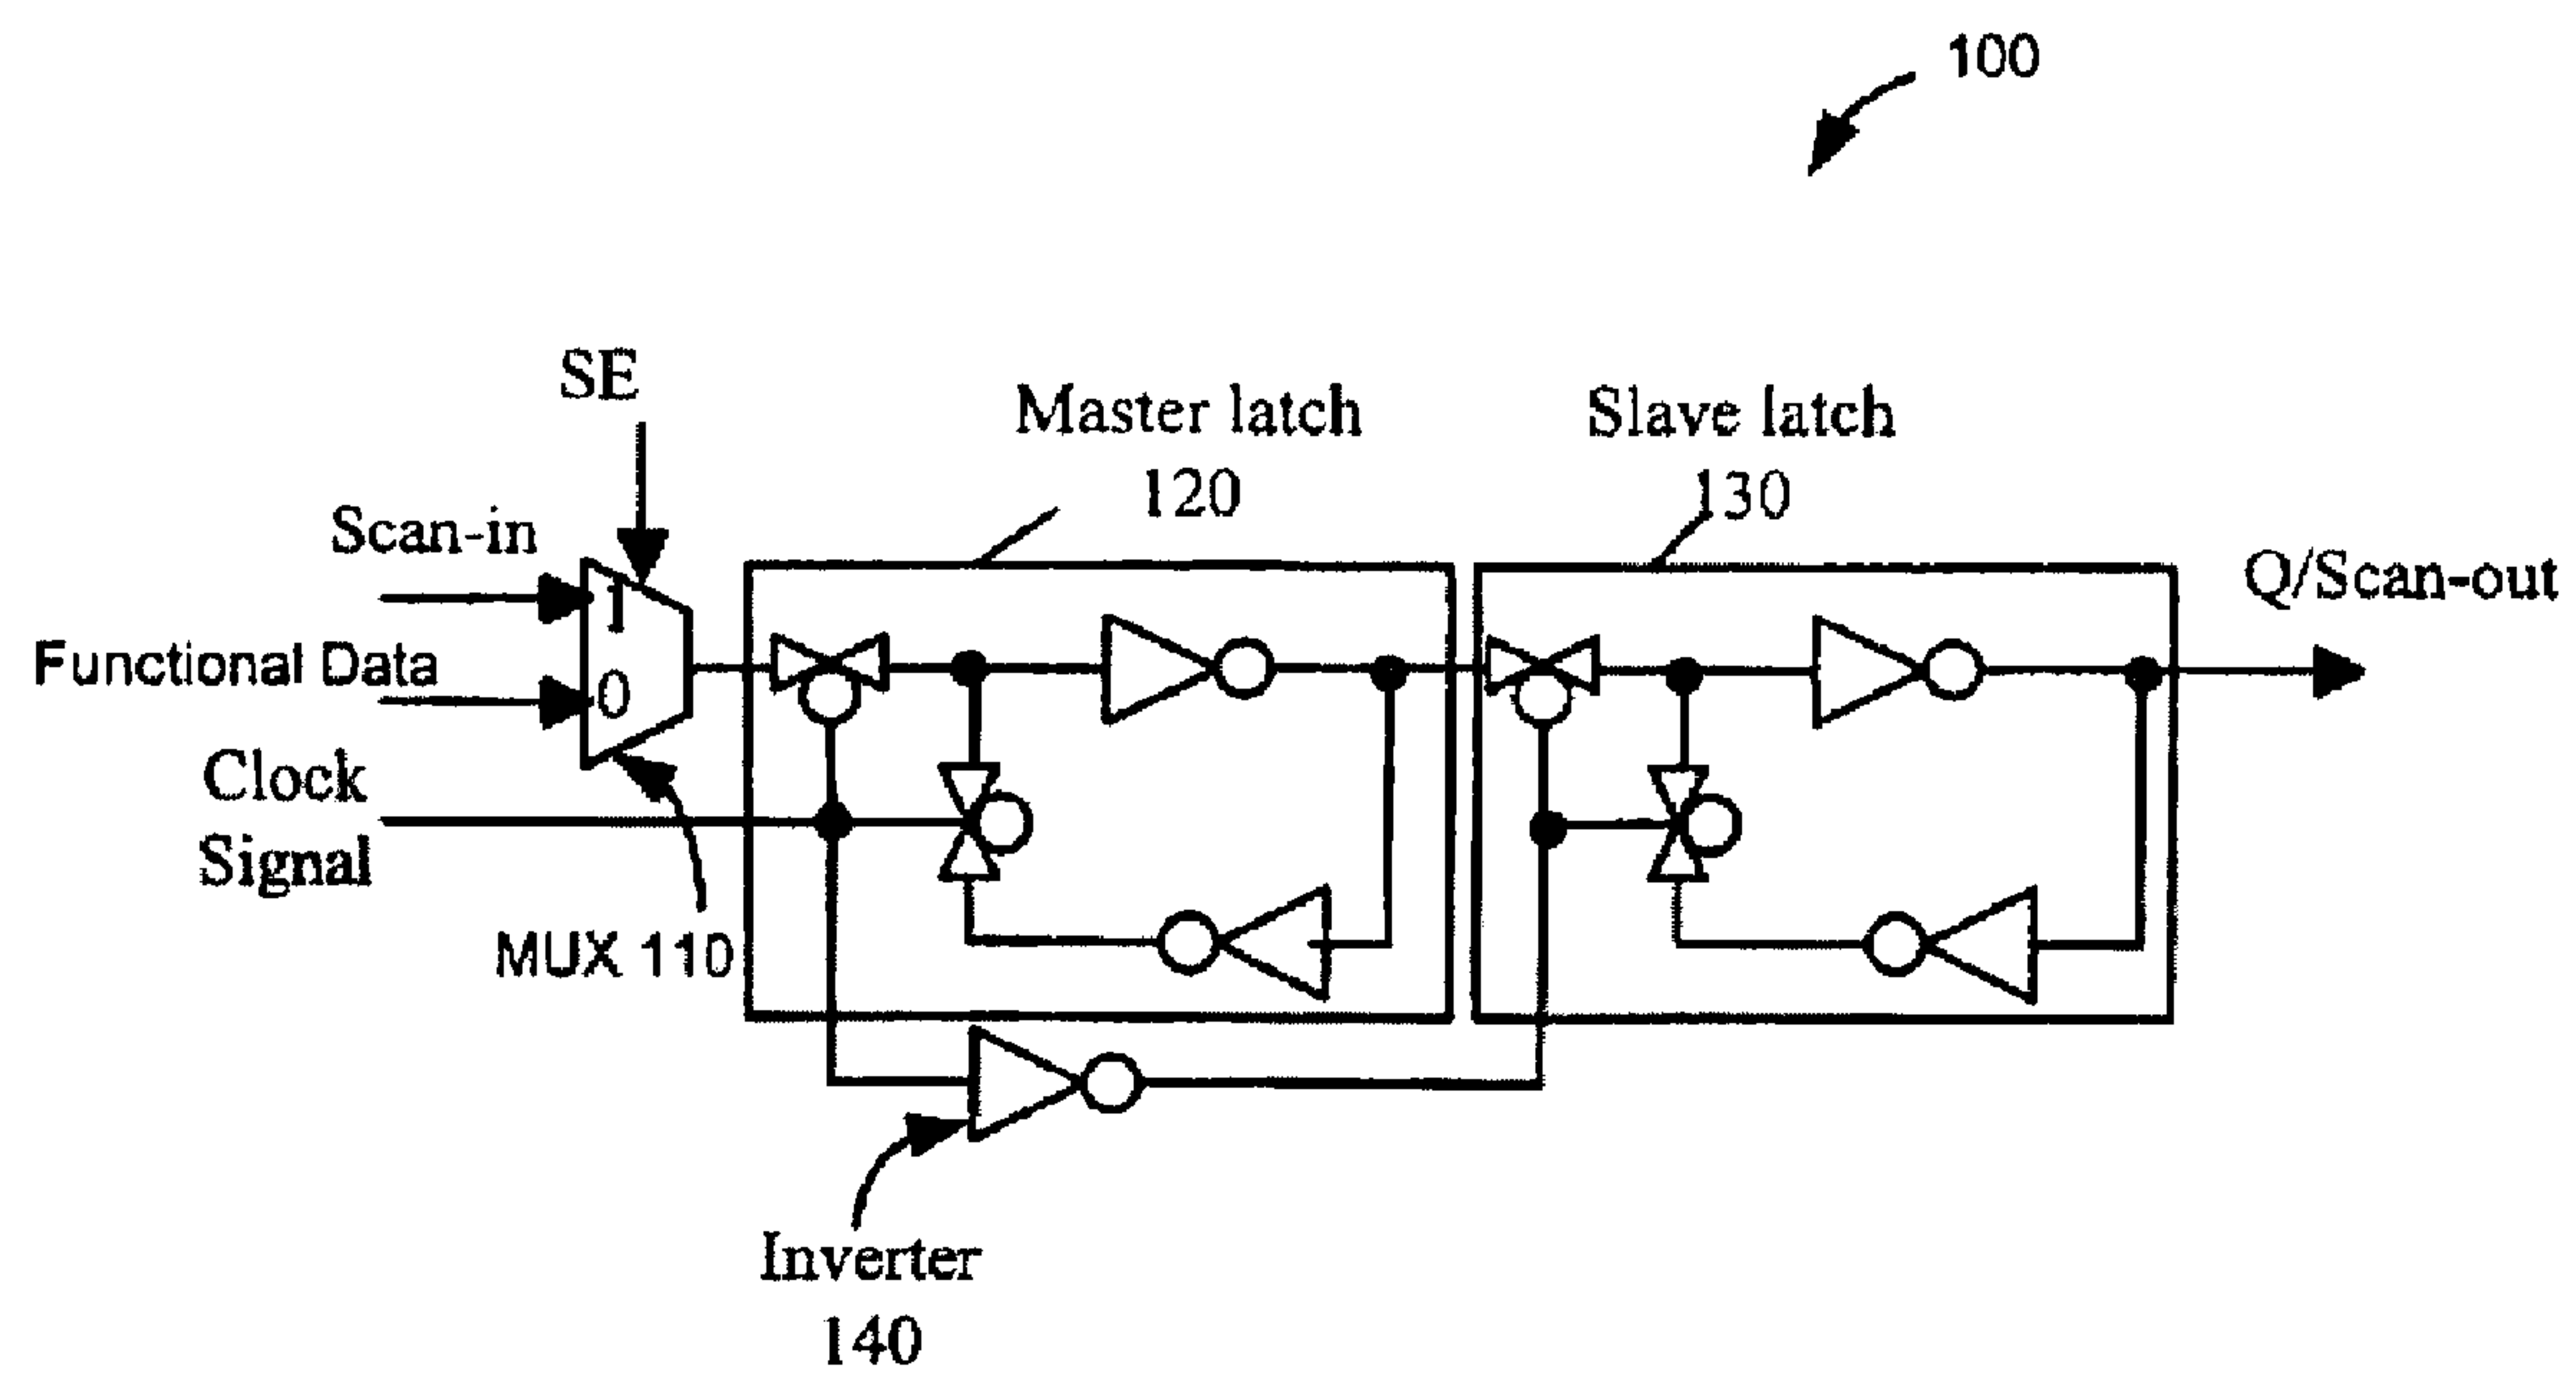 100
SE
Master latch
120
Slave latch
130
Scan-in
1
Q/Scan-out
Functional Data
0
Clock
Signal
MUX 110
Inverter
140